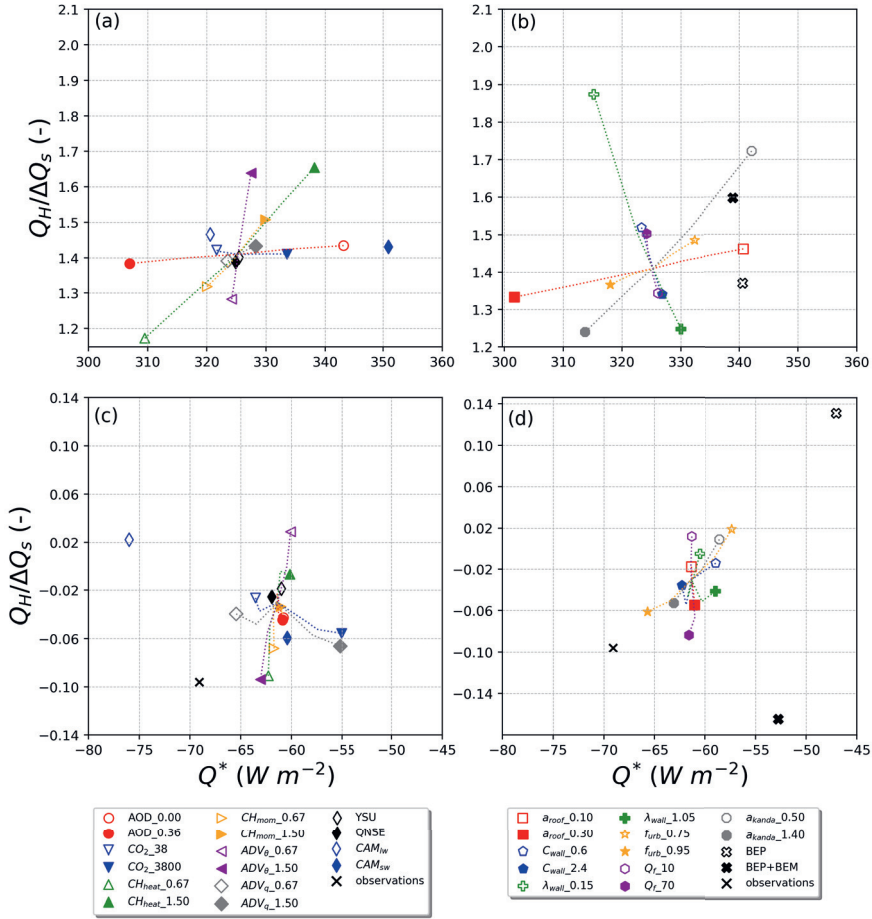 (a)
(b)
2.1
2.0
1.9
1.8
1.7
1.6
1.5
1.4
1.3
1.2
Q_H/ΔQ_s (-)
300 310 320 330 340 350 360
2.1
2.0
1.9
1.8
1.7
1.6
1.5
1.4
1.3
1.2
300 310 320 330 340 350 360
(c)
(d)
0.14
0.10
0.06
0.02
−0.02
−0.06
−0.10
−0.14
Q_H/ΔQ_s (-)
−80 −75 −70 −65 −60 −55 −50 −45
Q* (W m⁻²)
0.14
0.10
0.06
0.02
−0.02
−0.06
−0.10
−0.14
−80 −75 −70 −65 −60 −55 −50 −45
Q* (W m⁻²)
AOD_0.00
AOD_0.36
CO₂_38
CO₂_3800
CH_heat_0.67
CH_heat_1.50
CH_mom_0.67
CH_mom_1.50
ADV_θ_0.67
ADV_θ_1.50
ADV_q_0.67
ADV_q_1.50
YSU
QNSE
CAM_lw
CAM_sw
observations
a_roof_0.10
a_roof_0.30
C_wall_0.6
C_wall_2.4
λ_wall_0.15
λ_wall_1.05
f_urb_0.75
f_urb_0.95
Q_f_10
Q_f_70
a_kanda_0.50
a_kanda_1.40
BEP
BEP+BEM
observations